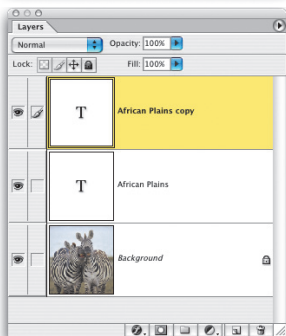 Layers
Normal Opacity: 100%
Lock: Fill: 100%
T African Plains copy
T African Plains
Background